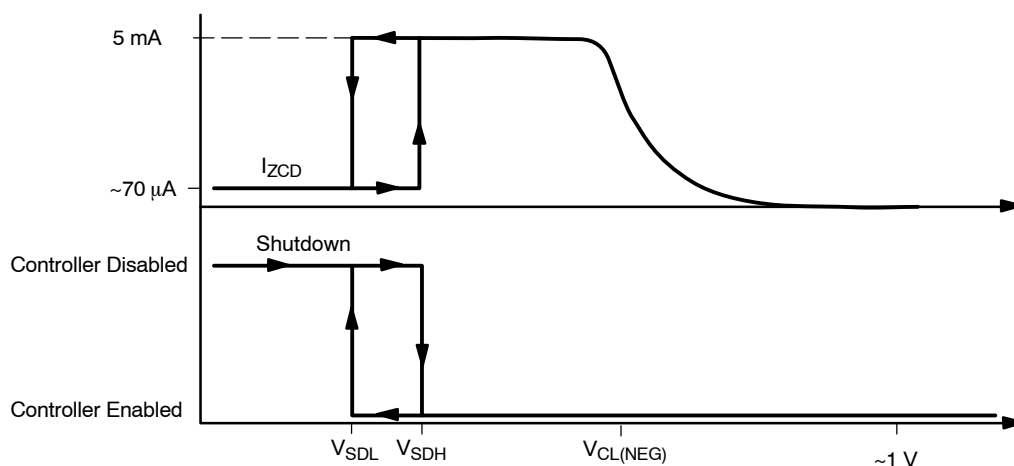 5 mA
I_ZCD
~70 μA
Shutdown
Controller Disabled
Controller Enabled
V_SDL V_SDH V_CL(NEG) ~1 V